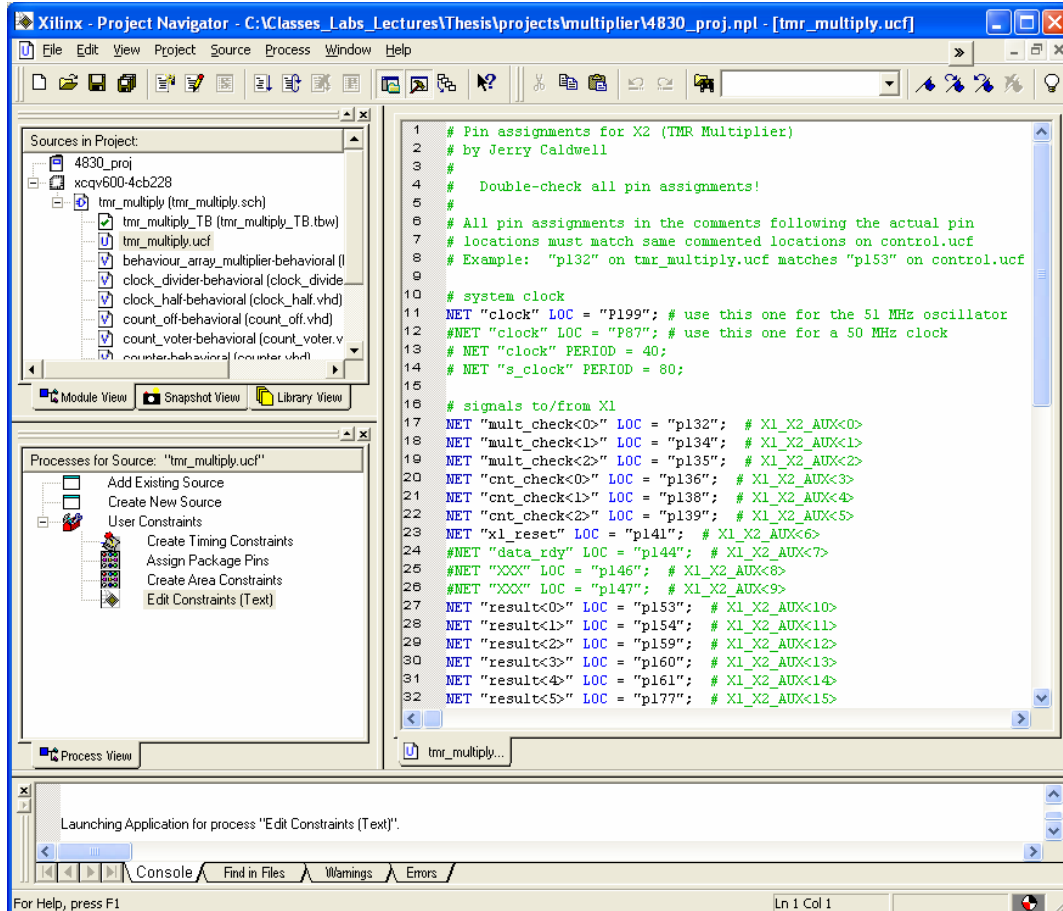 Xilinx - Project Navigator - C:\Classes_Labs_Lectures\Thesis\projects\multiplier\4830_proj.npl - [tmr_multiply.ucf]
File Edit View Project Source Process Window Help
»
Sources in Project:
4830_proj
xcqv600-4cb228
tmr_multiply (tmr_multiply.sch)
tmr_multiply_TB (tmr_multiply_TB.tbw)
tmr_multiply.ucf
behaviour_array_multiplier-behavioral (
clock_divider-behavioral (clock_divide
clock_half-behavioral (clock_half.vhd)
count_off-behavioral (count_off.vhd)
count_voter-behavioral (count_voter.v
counter-behavioral (counter.vhd)
Module View Snapshot View Library View
Processes for Source: "tmr_multiply.ucf"
Add Existing Source
Create New Source
User Constraints
Create Timing Constraints
Assign Package Pins
Create Area Constraints
Edit Constraints (Text)
Process View
1 # Pin assignments for X2 (TMR Multiplier)
2 # by Jerry Caldwell
3 #
4 # Double-check all pin assignments!
5 #
6 # All pin assignments in the comments following the actual pin
7 # locations must match same commented locations on control.ucf
8 # Example: "p132" on tmr_multiply.ucf matches "p153" on control.ucf
9
10 # system clock
11 NET "clock" LOC = "P199"; # use this one for the 51 MHz oscillator
12 #NET "clock" LOC = "P87"; # use this one for a 50 MHz clock
13 # NET "clock" PERIOD = 40;
14 # NET "s_clock" PERIOD = 80;
15
16 # signals to/from X1
17 NET "mult_check<0>" LOC = "p132"; # X1_X2_AUX<0>
18 NET "mult_check<1>" LOC = "p134"; # X1_X2_AUX<1>
19 NET "mult_check<2>" LOC = "p135"; # X1_X2_AUX<2>
20 NET "cnt_check<0>" LOC = "p136"; # X1_X2_AUX<3>
21 NET "cnt_check<1>" LOC = "p138"; # X1_X2_AUX<4>
22 NET "cnt_check<2>" LOC = "p139"; # X1_X2_AUX<5>
23 NET "x1_reset" LOC = "p141"; # X1_X2_AUX<6>
24 #NET "data_rdy" LOC = "p144"; # X1_X2_AUX<7>
25 #NET "XXX" LOC = "p146"; # X1_X2_AUX<8>
26 #NET "XXX" LOC = "p147"; # X1_X2_AUX<9>
27 NET "result<0>" LOC = "p153"; # X1_X2_AUX<10>
28 NET "result<1>" LOC = "p154"; # X1_X2_AUX<11>
29 NET "result<2>" LOC = "p159"; # X1_X2_AUX<12>
30 NET "result<3>" LOC = "p160"; # X1_X2_AUX<13>
31 NET "result<4>" LOC = "p161"; # X1_X2_AUX<14>
32 NET "result<5>" LOC = "p177"; # X1_X2_AUX<15>
tmr_multiply...
Launching Application for process "Edit Constraints (Text)".
Console Find in Files Warnings Errors
For Help, press F1
Ln 1 Col 1